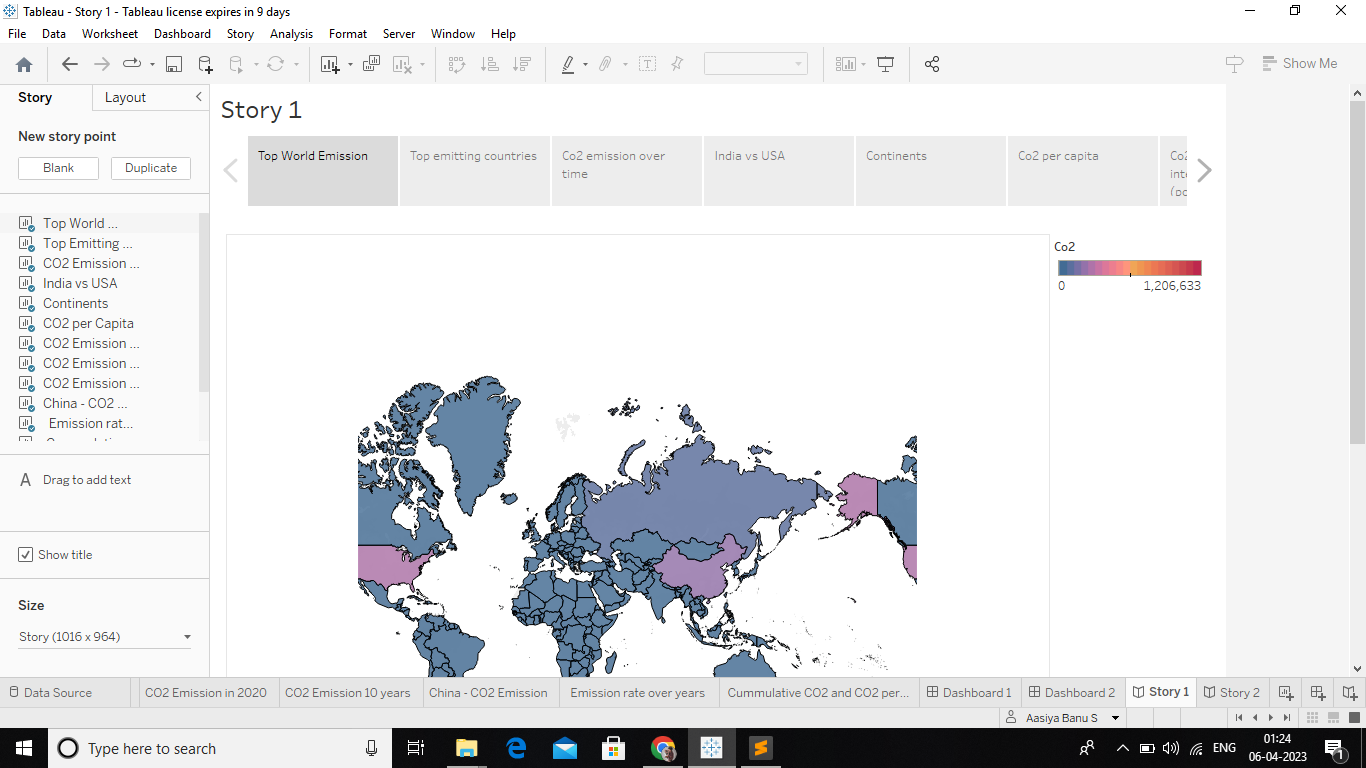 Tableau - Story 1 - Tableau license expires in 9 days
File Data Worksheet Dashboard Story Analysis Format Server Window Help
Show Me
Story Layout
New story point
Blank Duplicate
Top World ...
Top Emitting ...
CO2 Emission ...
India vs USA
Continents
CO2 per Capita
CO2 Emission ...
CO2 Emission ...
CO2 Emission ...
China - CO2 ...
Emission rat...
A Drag to add text
Show title
Size
Story (1016 x 964)
Story 1
Top World Emission
Top emitting countries
Co2 emission over
time
India vs USA
Continents
Co2 per capita
Co2
Co2
0 1,206,633
Data Source CO2 Emission in 2020 CO2 Emission 10 years China - CO2 Emission Emission rate over years Cummulative CO2 and CO2 per... Dashboard 1 Dashboard 2 Story 1 Story 2
Aasiya Banu S
Type here to search
ENG
01:24
06-04-2023
1